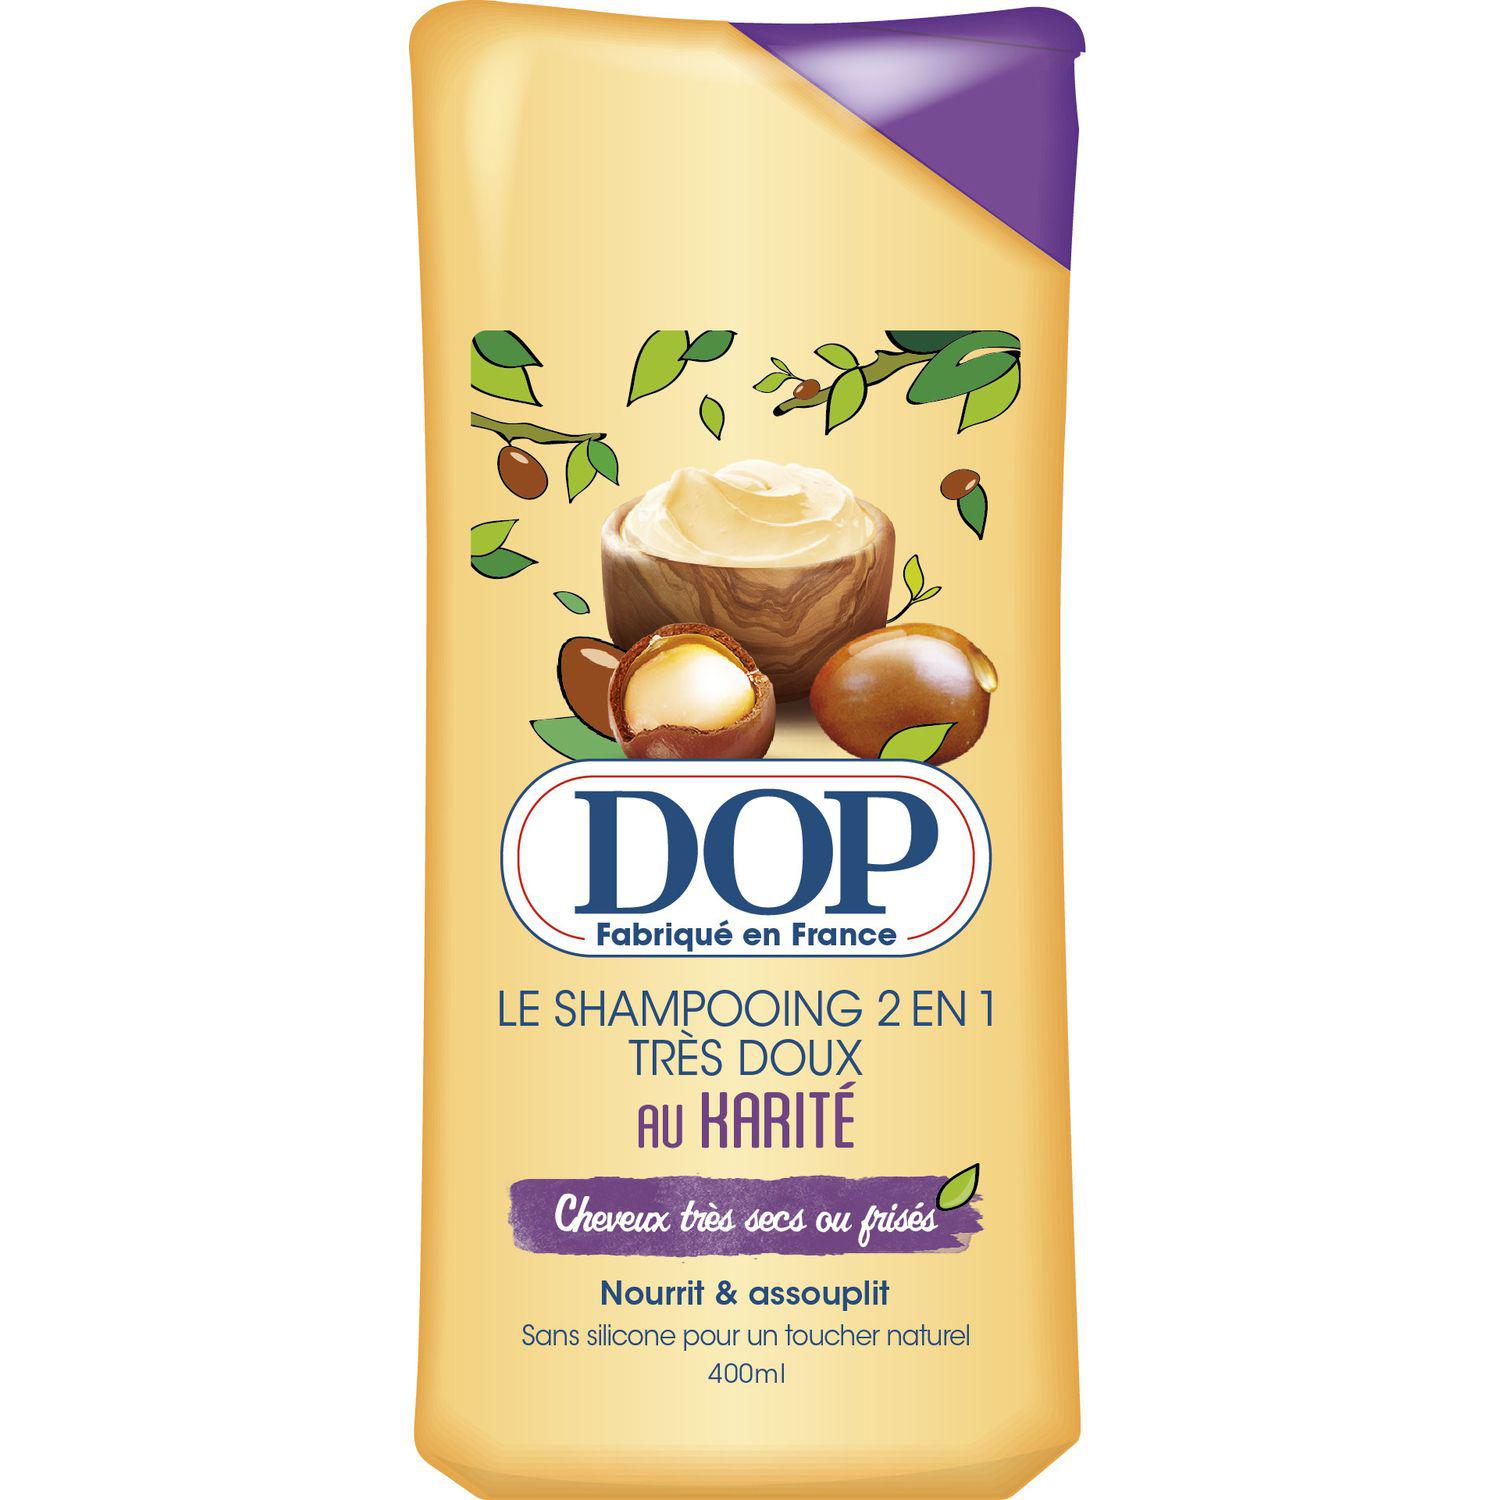 DOP
Fabriqué en France
LE SHAMPOOING 2 EN 1
TRÈS DOUX
AU KARITÉ
Cheveux très secs ou frisés
Nourrit & assouplit
Sans silicone pour un toucher naturel
400ml